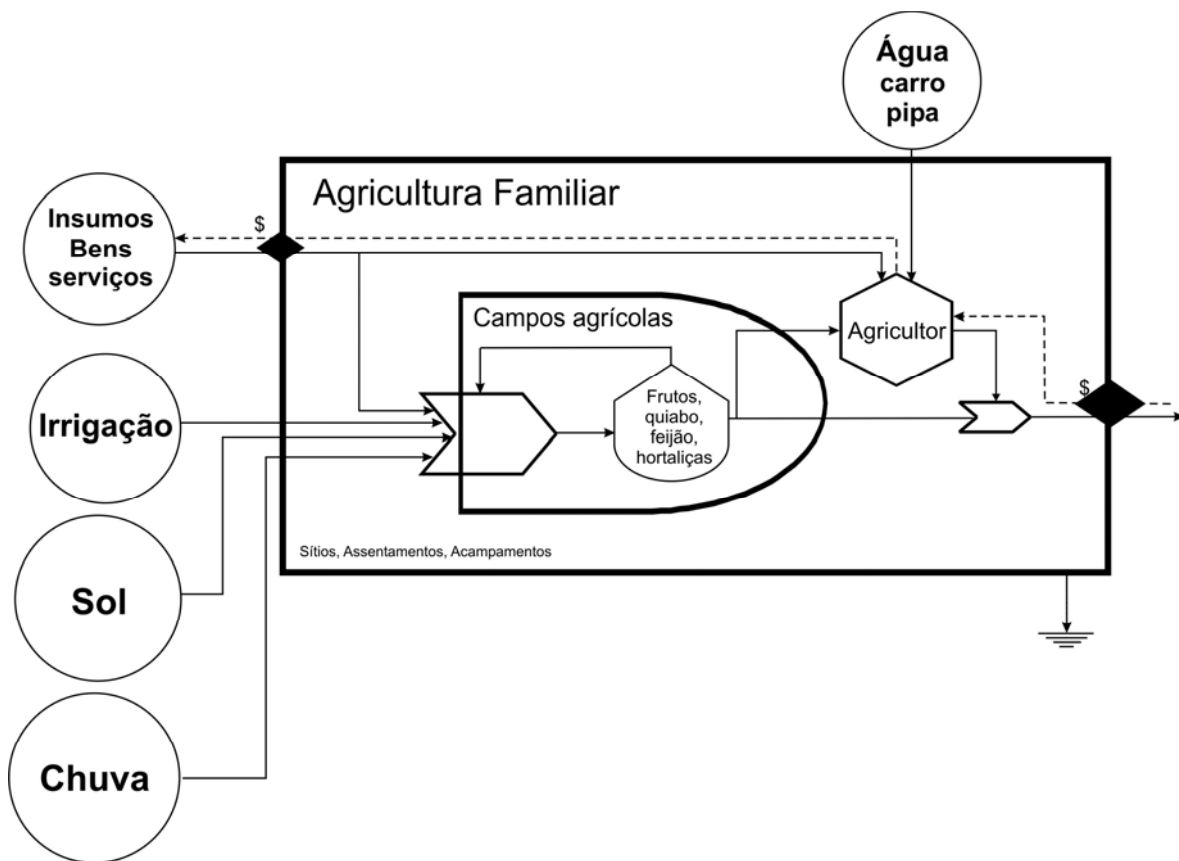 Água
carro
pipa
Agricultura Familiar
Insumos
Bens
serviços
$
Campos agrícolas
Agricultor
$
Irrigação
Frutos,
quiabo,
feijão,
hortaliças
Sítios, Assentamentos, Acampamentos
Sol
Chuva